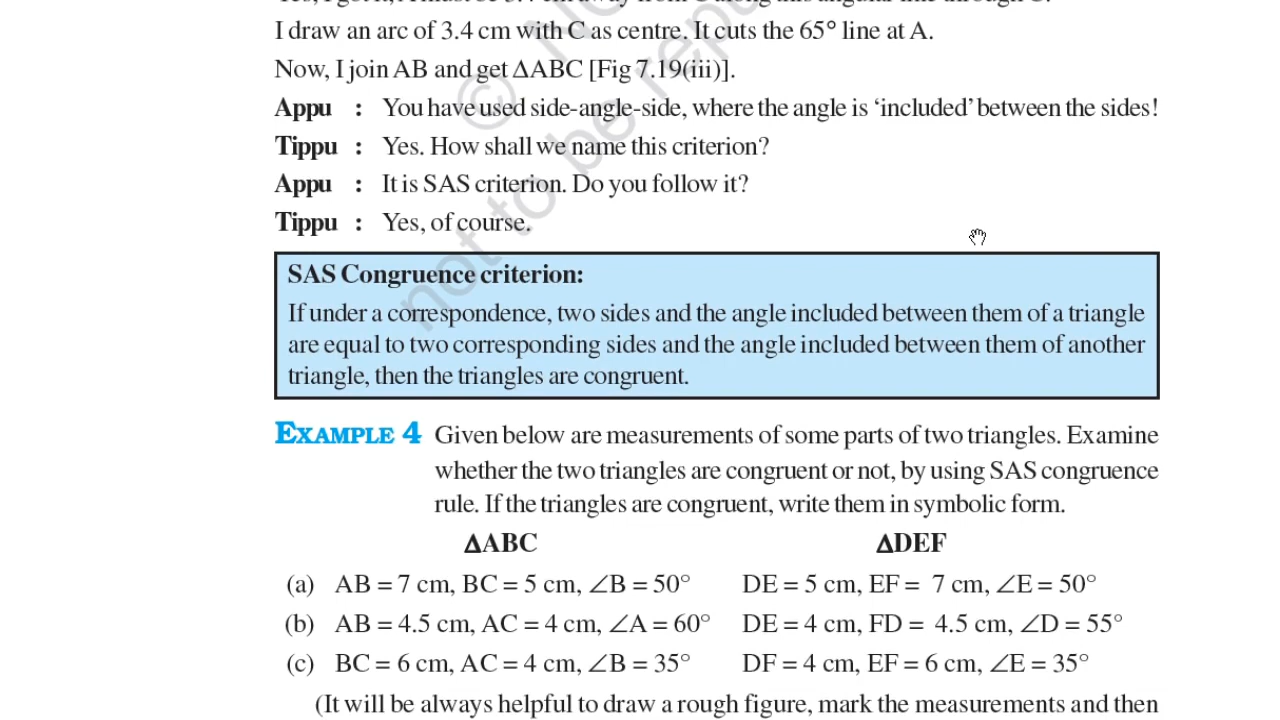 I draw an arc of 3.4 cm with C as centre. It cuts the 65° line at A.
Now, I join AB and get ΔABC [Fig 7.19(iii)].
Appu : You have used side-angle-side, where the angle is ‘included’ between the sides!
Tippu : Yes. How shall we name this criterion?
Appu : It is SAS criterion. Do you follow it?
Tippu : Yes, of course.
SAS Congruence criterion:
If under a correspondence, two sides and the angle included between them of a triangle
are equal to two corresponding sides and the angle included between them of another
triangle, then the triangles are congruent.
EXAMPLE 4 Given below are measurements of some parts of two triangles. Examine
whether the two triangles are congruent or not, by using SAS congruence
rule. If the triangles are congruent, write them in symbolic form.
ΔABC ΔDEF
(a) AB = 7 cm, BC = 5 cm, ∠B = 50° DE = 5 cm, EF = 7 cm, ∠E = 50°
(b) AB = 4.5 cm, AC = 4 cm, ∠A = 60° DE = 4 cm, FD = 4.5 cm, ∠D = 55°
(c) BC = 6 cm, AC = 4 cm, ∠B = 35° DF = 4 cm, EF = 6 cm, ∠E = 35°
(It will be always helpful to draw a rough figure, mark the measurements and then
© N
not to be rep